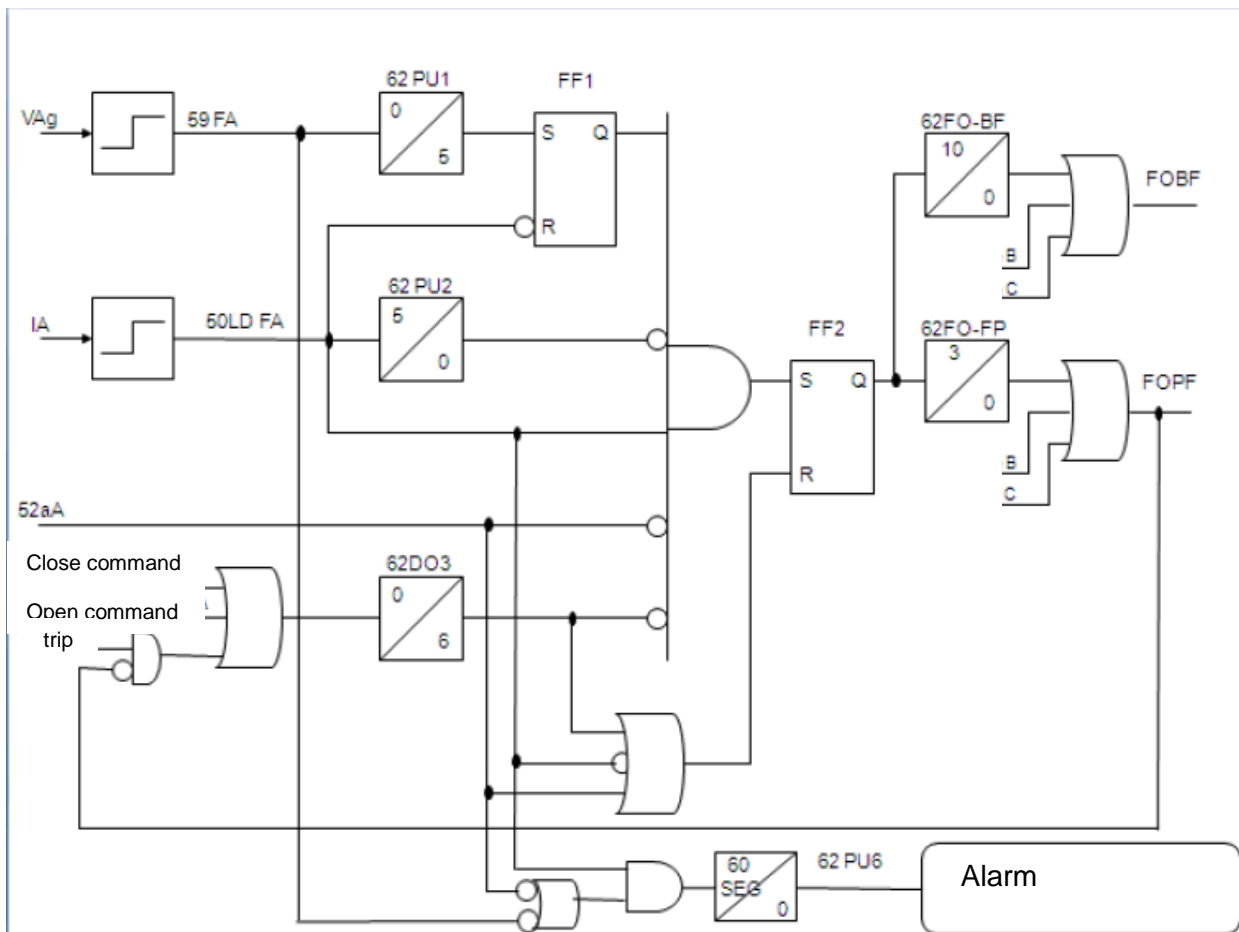 62 PU1
FF1
VAg
59 FA
0
5
S Q
R
62FO-BF
10
0
FOBF
B
C
62 PU2
IA
50LD FA
5
0
FF2
S Q
R
62FO-FP
3
0
FOPF
B
C
52aA
Close command
Open command
trip
62DO3
0
6
60
SEG
0
62 PU6
Alarm